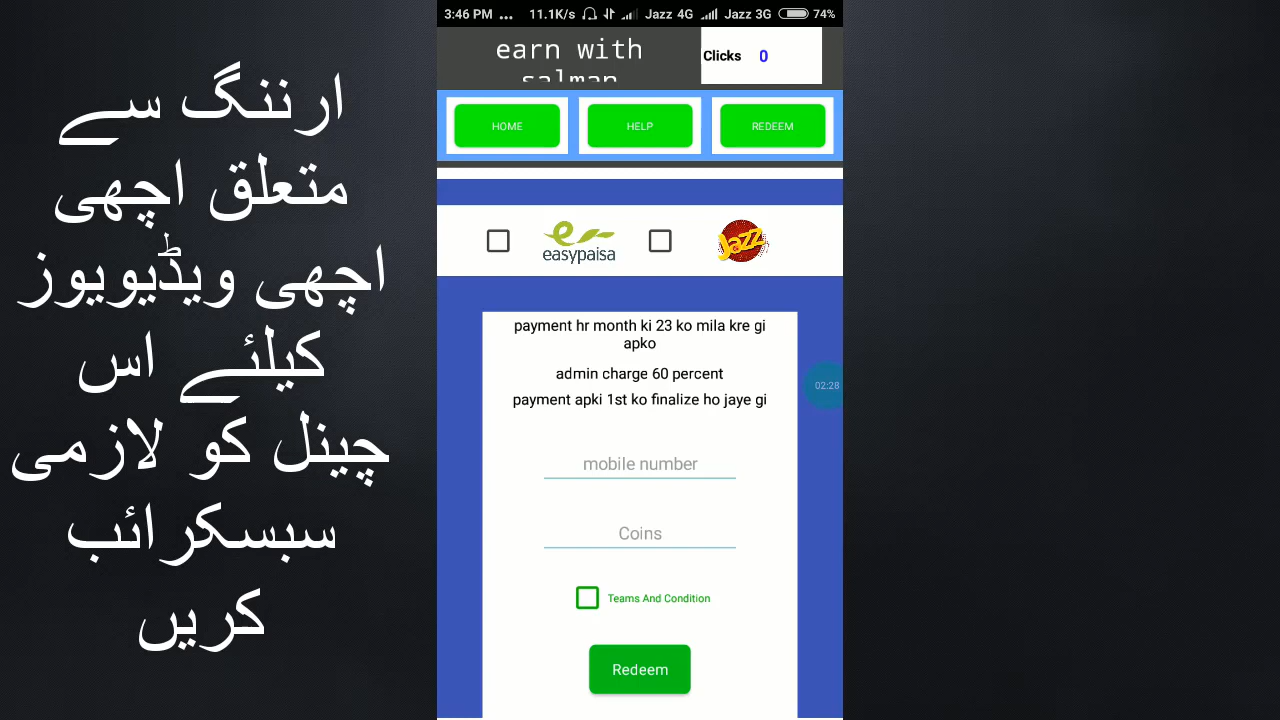 ارننگ سے
متعلق اچھی
اچھی ویڈیویوز
کیلئے اس
چینل کو لازمی
سبسکرائب
کریں
3:46 PM ... 11.1K/s Jazz 4G Jazz 3G 74%
earn with
salman
Clicks 0
HOME HELP REDEEM
easypaisa Jazz
payment hr month ki 23 ko mila kre gi
apko
admin charge 60 percent
payment apki 1st ko finalize ho jaye gi
02:28
mobile number
Coins
Teams And Condition
Redeem